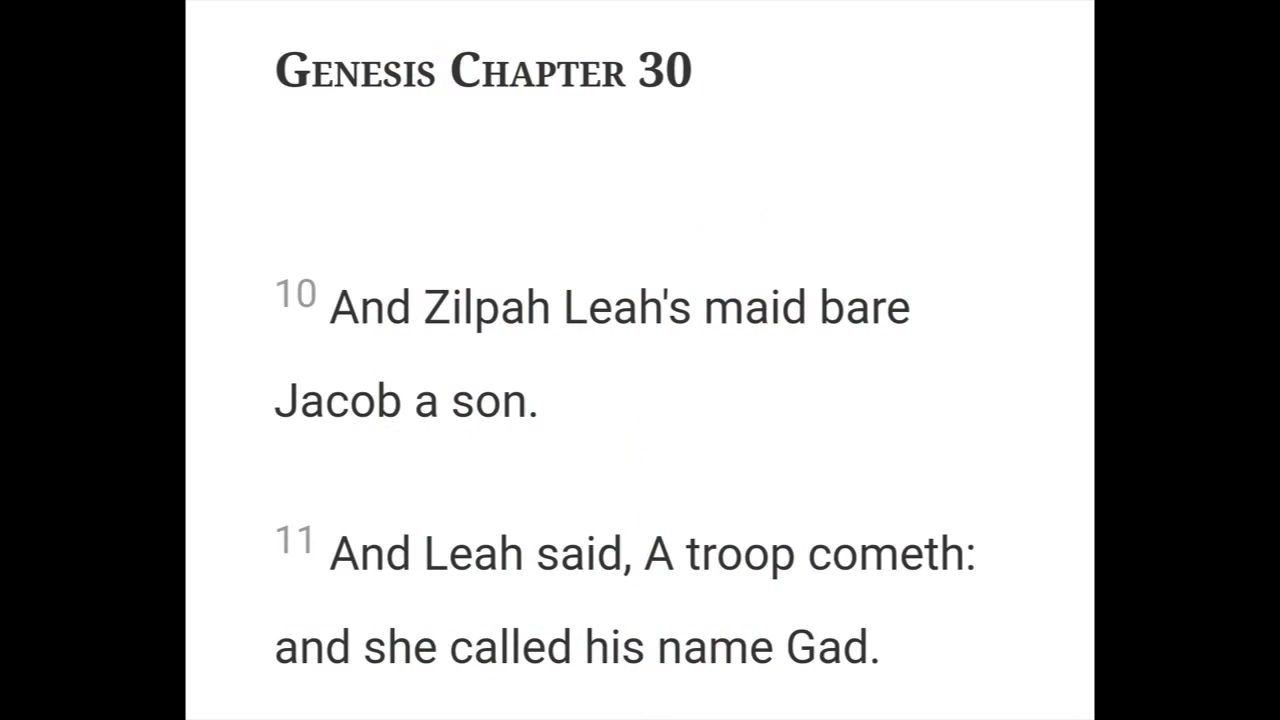 Genesis Chapter 30
10 And Zilpah Leah's maid bare
Jacob a son.
11 And Leah said, A troop cometh:
and she called his name Gad.